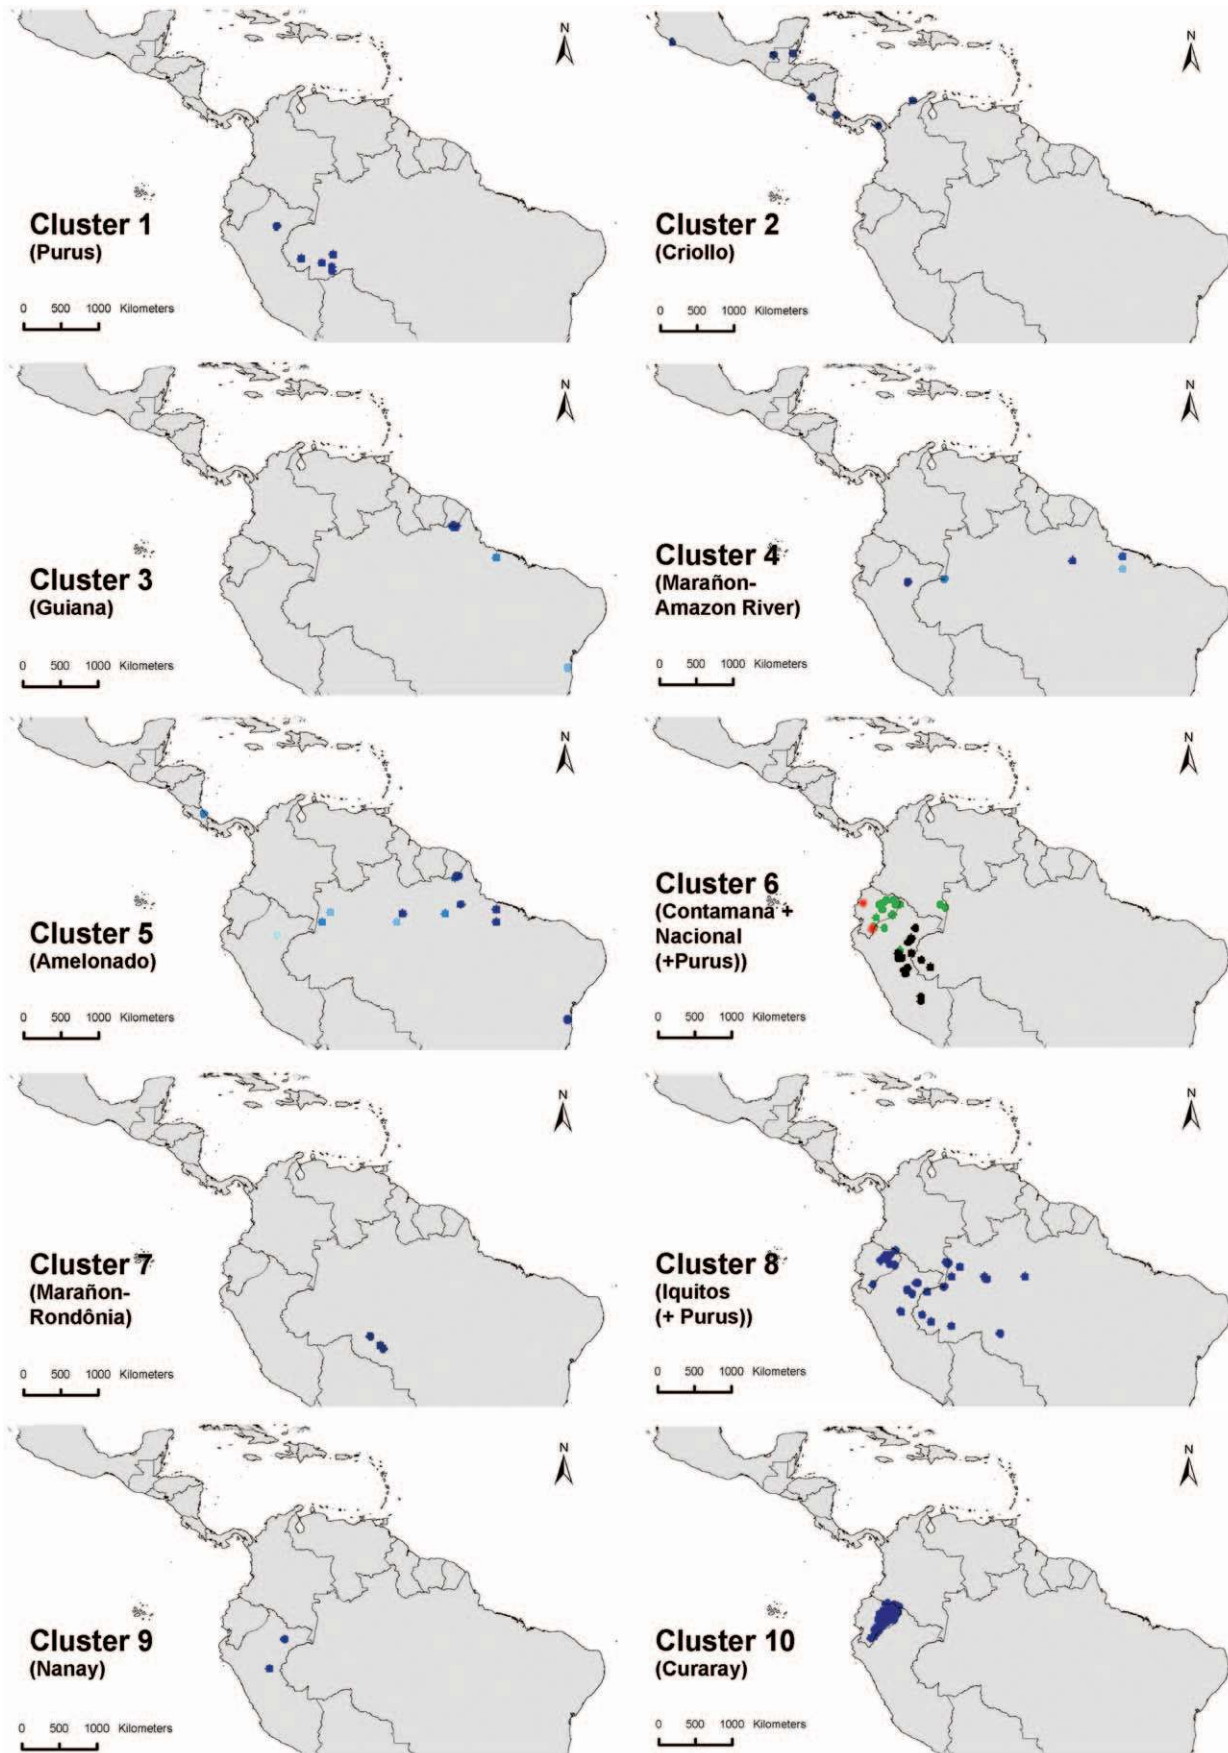 N
Cluster 1
(Purus)
0 500 1000 Kilometers
N
Cluster 2
(Criollo)
0 500 1000 Kilometers
N
Cluster 3
(Guiana)
0 500 1000 Kilometers
N
Cluster 4
(Marañon-
Amazon River)
0 500 1000 Kilometers
N
Cluster 5
(Amelonado)
0 500 1000 Kilometers
N
Cluster 6
(Contamana +
Nacional
(+Purus))
0 500 1000 Kilometers
N
Cluster 7
(Marañon-
Rondônia)
0 500 1000 Kilometers
N
Cluster 8
(Iquitos
(+ Purus))
0 500 1000 Kilometers
N
Cluster 9
(Nanay)
0 500 1000 Kilometers
N
Cluster 10
(Curaray)
0 500 1000 Kilometers